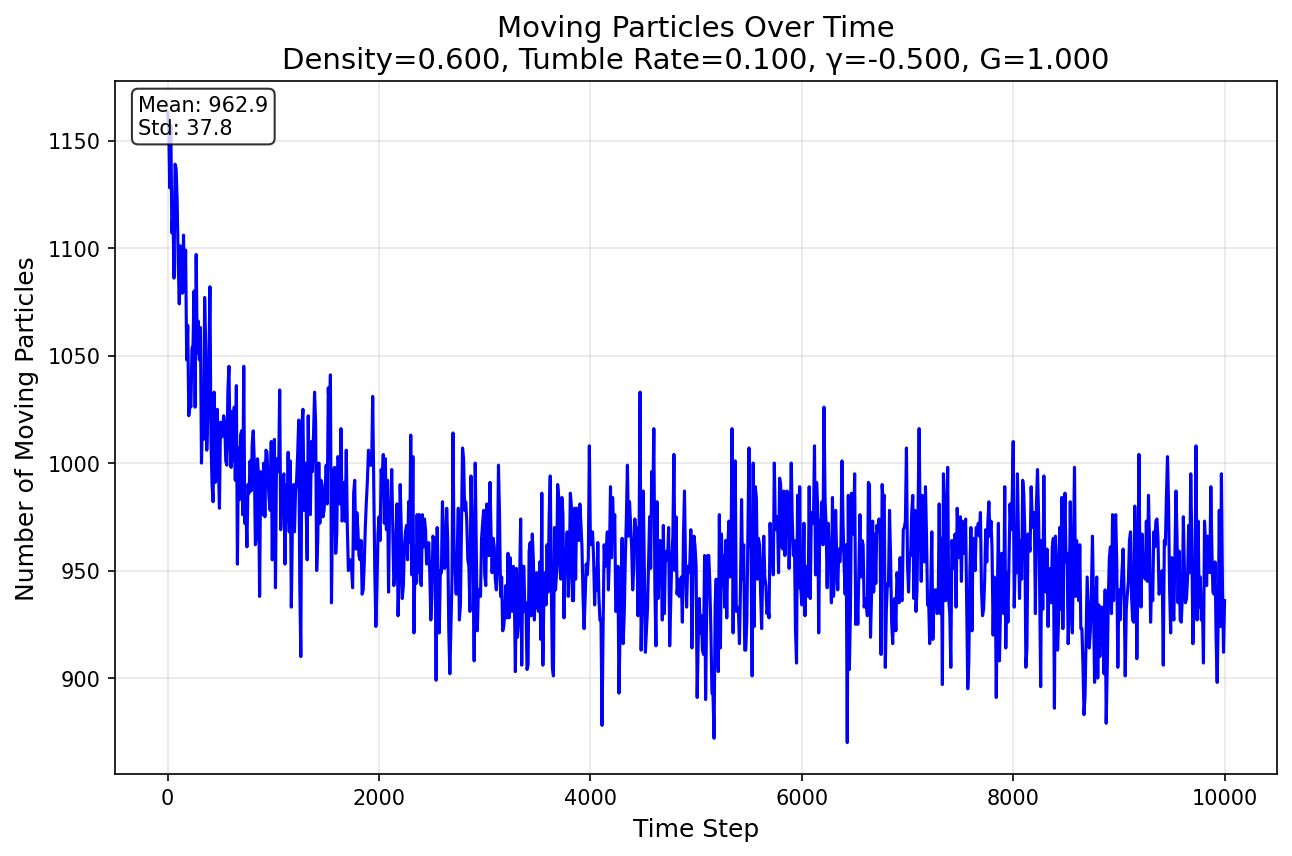 Moving Particles Over Time
Density=0.600, Tumble Rate=0.100, γ=-0.500, G=1.000
Mean: 962.9
Std: 37.8
Number of Moving Particles
1150
1100
1050
1000
950
900
0 2000 4000 6000 8000 10000
Time Step